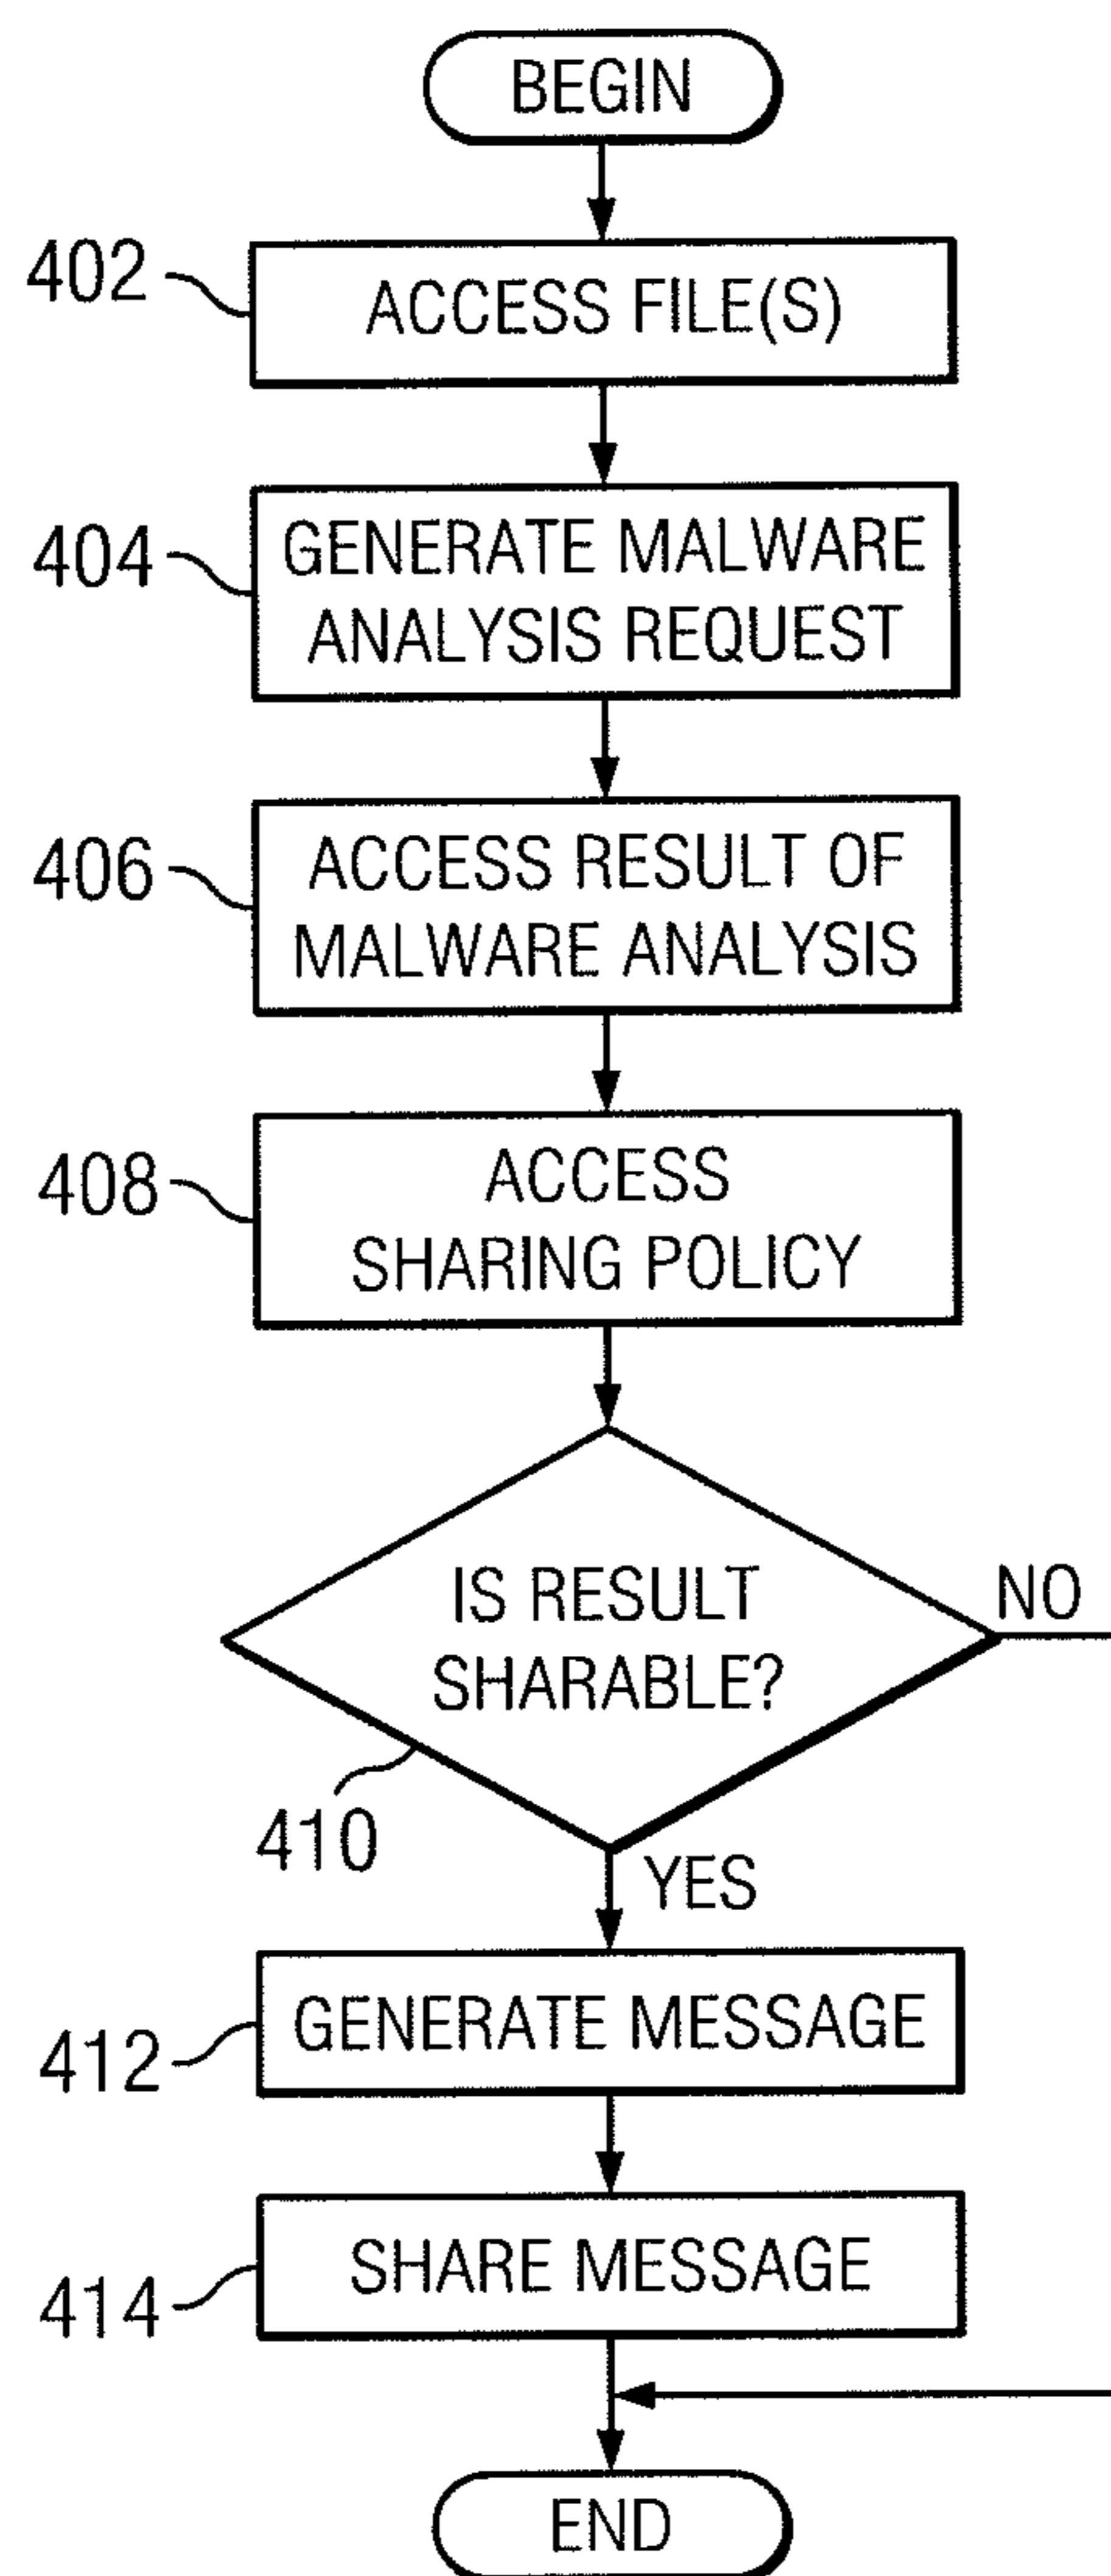 BEGIN
402
ACCESS FILE(S)
404
GENERATE MALWARE
ANALYSIS REQUEST
406
ACCESS RESULT OF
MALWARE ANALYSIS
408
ACCESS
SHARING POLICY
IS RESULT
SHARABLE?
NO
410
YES
412
GENERATE MESSAGE
414
SHARE MESSAGE
END